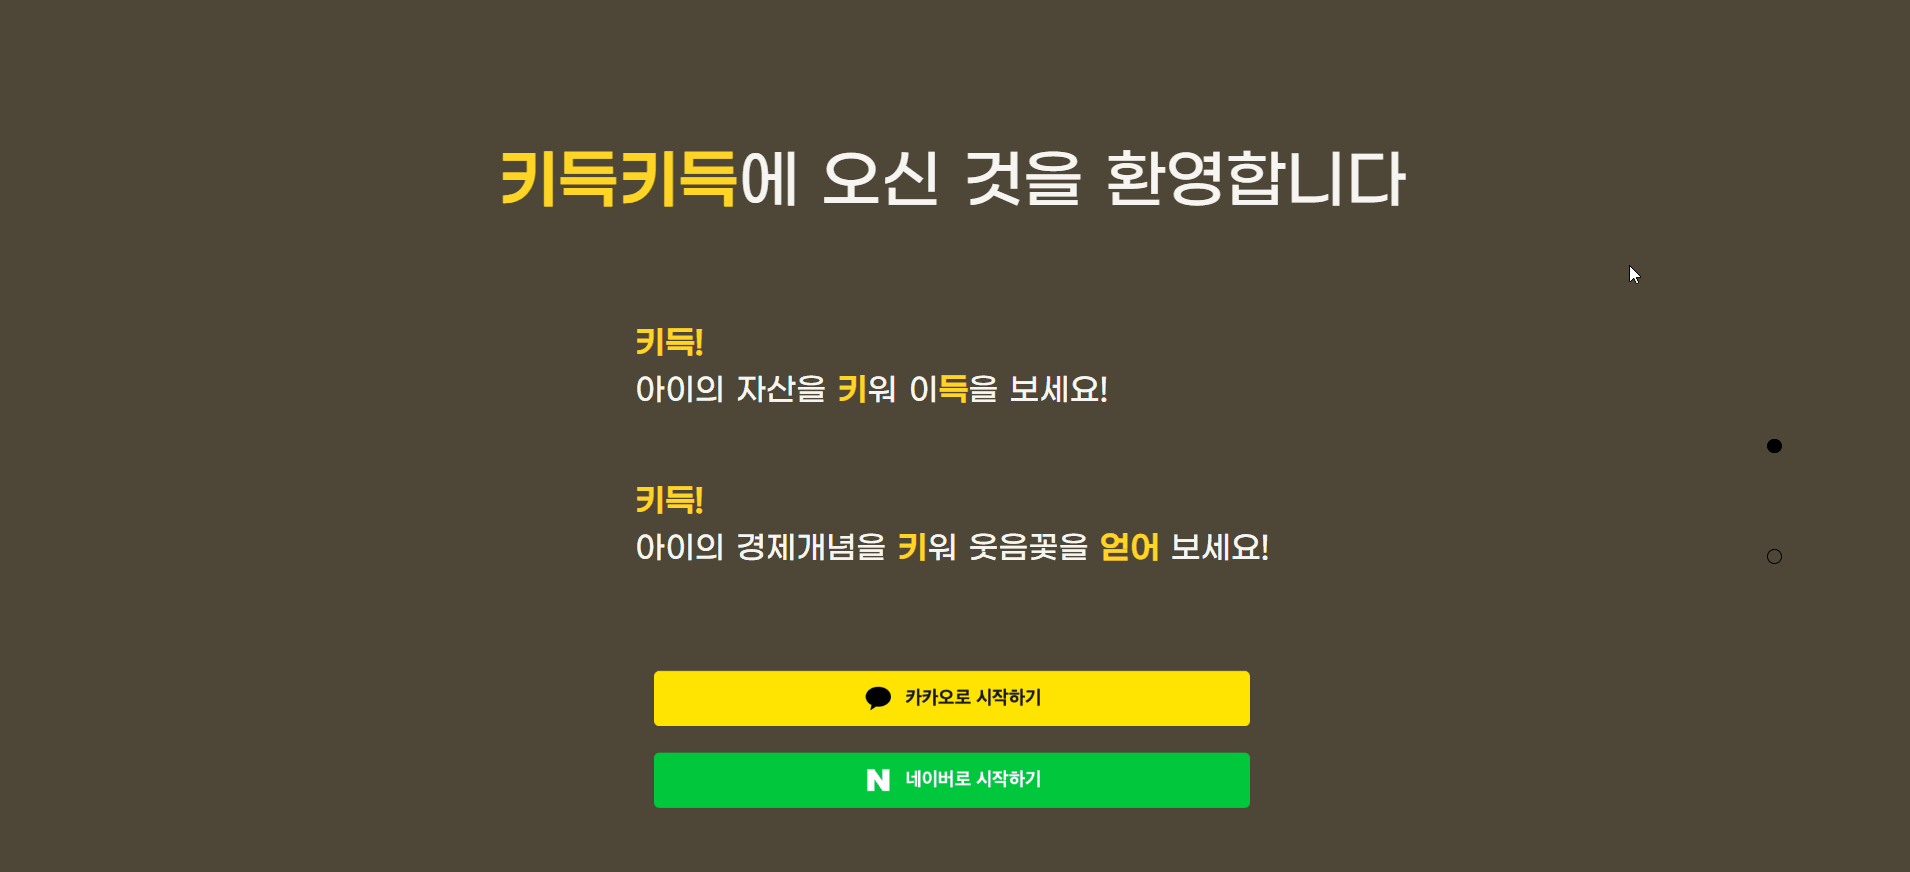 키득키득에 오신 것을 환영합니다
키득!
아이의 자산을 키워 이득을 보세요!
키득!
아이의 경제개념을 키워 웃음꽃을 얻어 보세요!
카카오로 시작하기
N 네이버로 시작하기